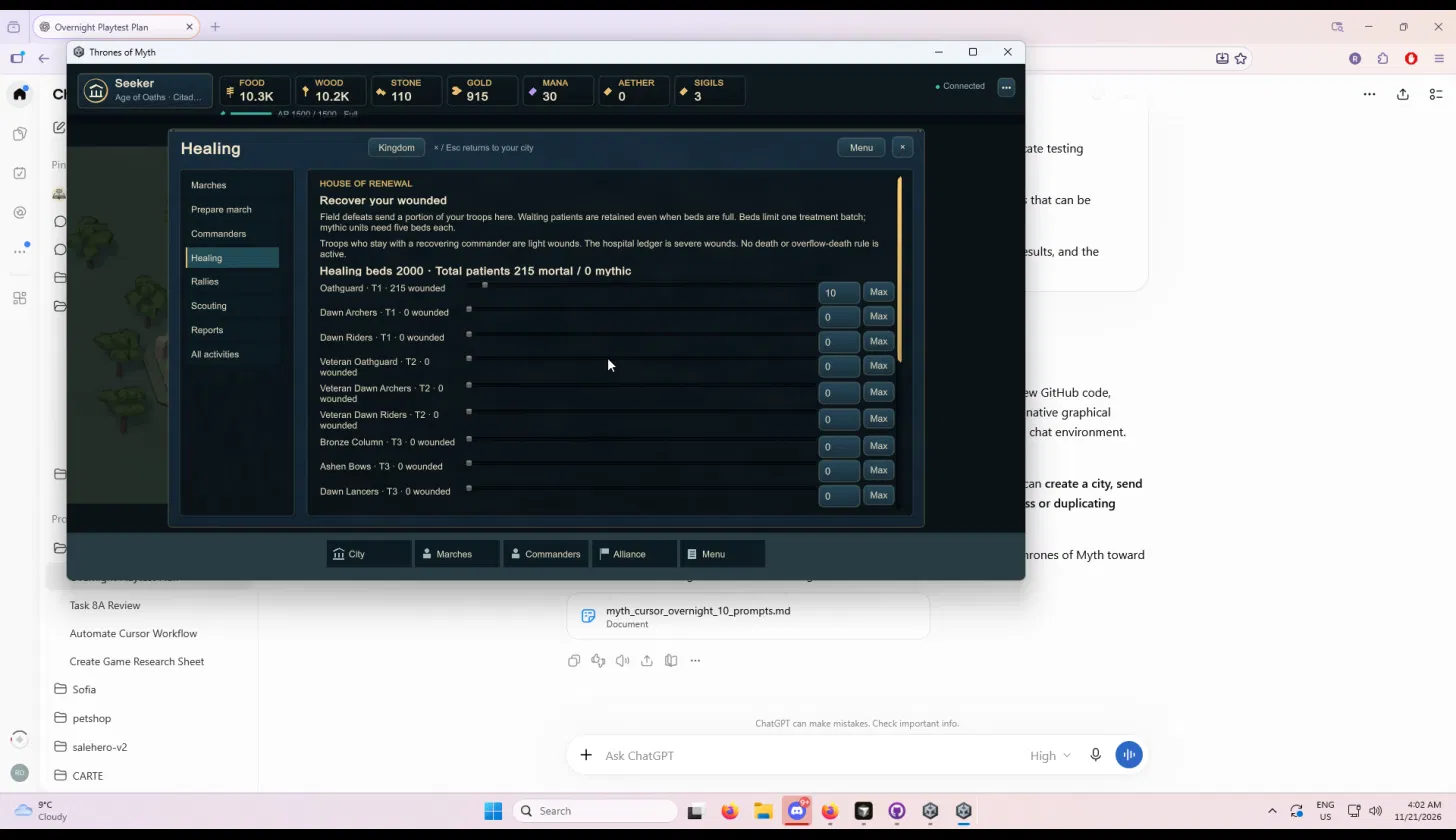 Overnight Playtest Plan
Thrones of Myth
Seeker
Age of Oaths · Citad...
FOOD
10.3K
WOOD
10.2K
STONE
110
GOLD
915
MANA
30
AETHER
0
SIGILS
3
Connected
AP 1500 / 1500 · Full
Healing
Kingdom
× / Esc returns to your city
Menu
Marches
Prepare march
Commanders
Healing
Rallies
Scouting
Reports
All activities
HOUSE OF RENEWAL
Recover your wounded
Field defeats send a portion of your troops here. Waiting patients are retained even when beds are full. Beds limit one treatment batch;
mythic units need five beds each.
Troops who stay with a recovering commander are light wounds. The hospital ledger is severe wounds. No death or overflow-death rule is
active.
Healing beds 2000 · Total patients 215 mortal / 0 mythic
Oathguard · T1 · 215 wounded
10
Max
Dawn Archers · T1 · 0 wounded
0
Max
Dawn Riders · T1 · 0 wounded
0
Max
Veteran Oathguard · T2 · 0
wounded
0
Max
Veteran Dawn Archers · T2 · 0
wounded
0
Max
Veteran Dawn Riders · T2 · 0
wounded
0
Max
Bronze Column · T3 · 0 wounded
0
Max
Ashen Bows · T3 · 0 wounded
0
Max
Dawn Lancers · T3 · 0 wounded
0
Max
City
Marches
Commanders
Alliance
Menu
Ch
Pin
Pro
cate testing
s that can be
esults, and the
ew GitHub code,
native graphical
chat environment.
can create a city, send
ss or duplicating
hrones of Myth toward
Task 8A Review
Automate Cursor Workflow
Create Game Research Sheet
Sofia
petshop
salehero-v2
CARTE
RD
myth_cursor_overnight_10_prompts.md
Document
ChatGPT can make mistakes. Check important info.
Ask ChatGPT
High
9°C
Cloudy
Search
9+
ENG
US
4:02 AM
11/21/2026